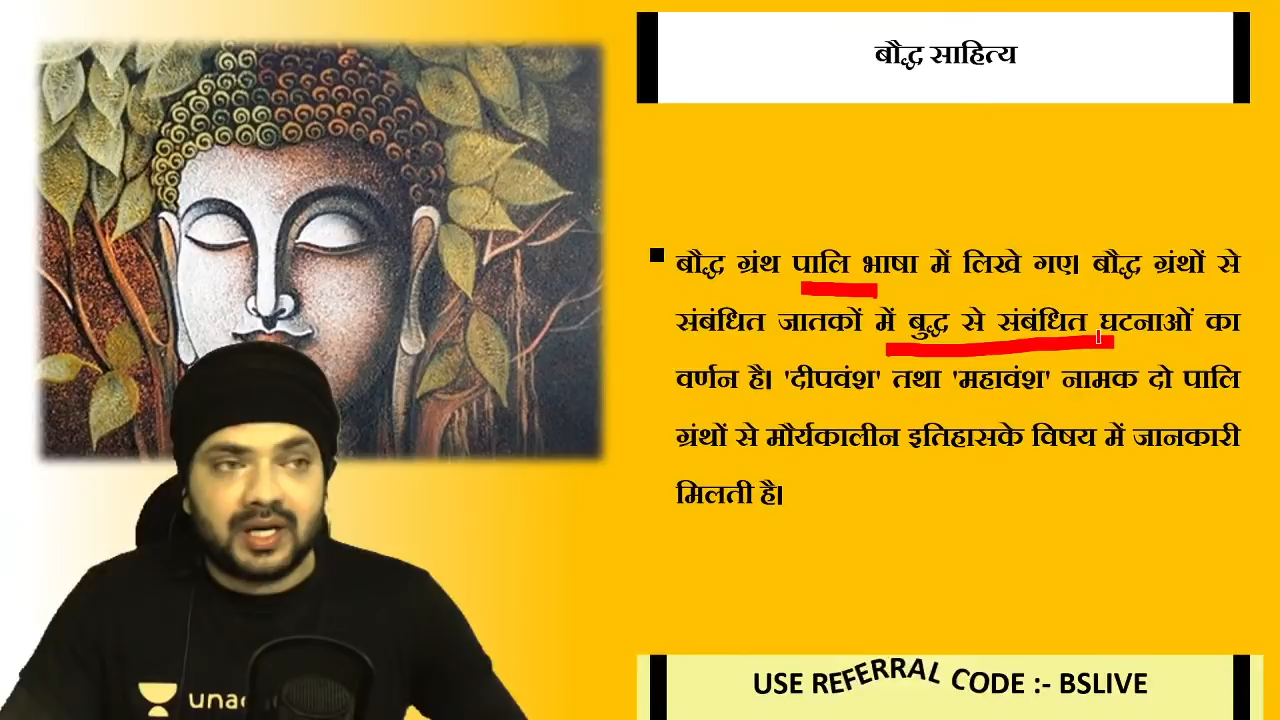 बौद्ध साहित्य
▪ बौद्ध ग्रंथ पालि भाषा में लिखे गए। बौद्ध ग्रंथों से
संबंधित जातकों में बुद्ध से संबंधित घटनाओं का
वर्णन है। 'दीपवंश' तथा 'महावंश' नामक दो पालि
ग्रंथों से मौर्यकालीन इतिहासके विषय में जानकारी
मिलती है।
USE REFERRAL CODE :- BSLIVE